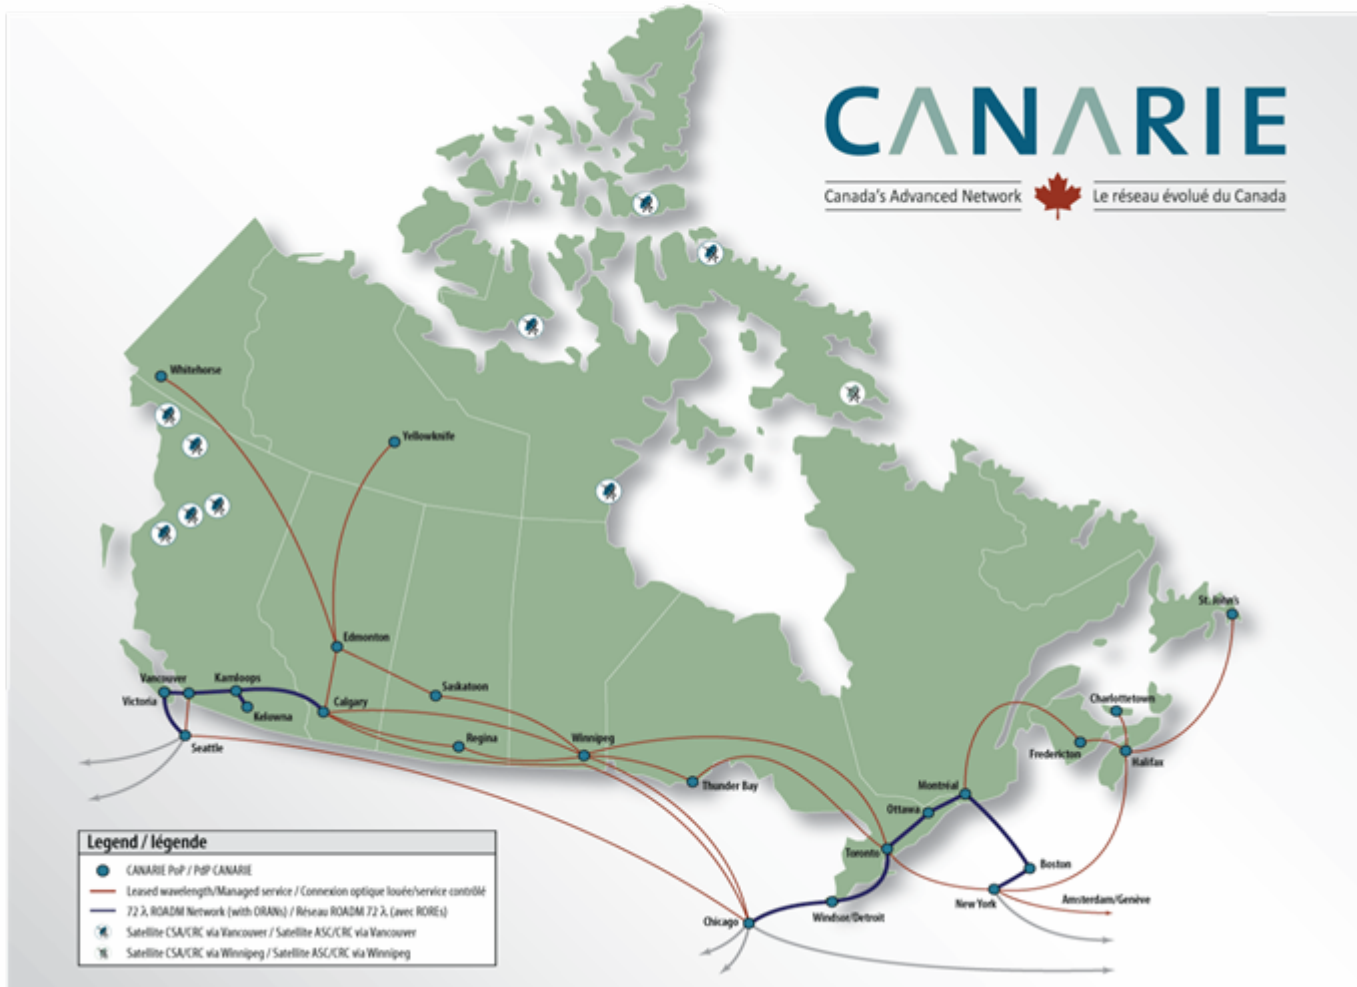 CANARIE
Canada's Advanced Network
Le réseau évolué du Canada
Whitehorse
Yellowknife
Edmonton
Saskatoon
Vancouver
Kamloops
Victoria
Kelowna
Calgary
Seattle
Regina
Winnipeg
Thunder Bay
St. John's
Charlottetown
Fredericton
Halifax
Montréal
Ottawa
Toronto
Boston
New York
Amsterdam/Genève
Windsor/Detroit
Chicago
Legend / légende
CANARIE PoP / PdP CANARIE
Leased wavelength/Managed service / Connexion optique louée/service contrôlé
72 λ ROADM Network (with ORANs) / Réseau ROADM 72 λ (avec ROREs)
Satellite CSA/CRC via Vancouver / Satellite ASC/CRC via Vancouver
Satellite CSA/CRC via Winnipeg / Satellite ASC/CRC via Winnipeg